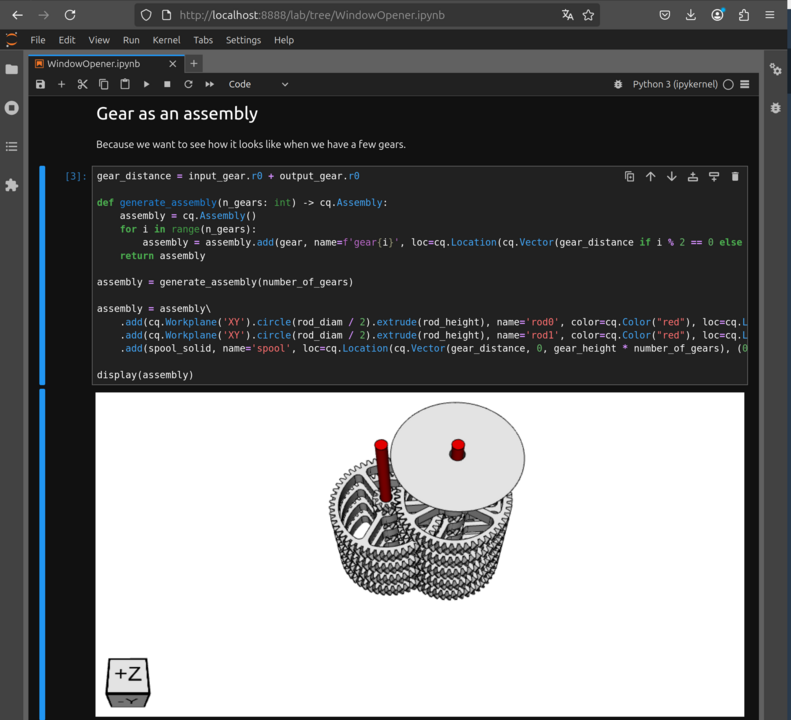 http://localhost:8888/lab/tree/WindowOpener.ipynb
File Edit View Run Kernel Tabs Settings Help
WindowOpener.ipynb
Code
Python 3 (ipykernel)
Gear as an assembly
Because we want to see how it looks like when we have a few gears.
[3]:
gear_distance = input_gear.r0 + output_gear.r0
def generate_assembly(n_gears: int) -> cq.Assembly:
    assembly = cq.Assembly()
    for i in range(n_gears):
        assembly = assembly.add(gear, name=f'gear{i}', loc=cq.Location(cq.Vector(gear_distance if i % 2 == 0 else
    return assembly
assembly = generate_assembly(number_of_gears)
assembly = assembly\
    .add(cq.Workplane('XY').circle(rod_diam / 2).extrude(rod_height), name='rod0', color=cq.Color("red"), loc=cq.L
    .add(cq.Workplane('XY').circle(rod_diam / 2).extrude(rod_height), name='rod1', color=cq.Color("red"), loc=cq.L
    .add(spool_solid, name='spool', loc=cq.Location(cq.Vector(gear_distance, 0, gear_height * number_of_gears), (0
display(assembly)
+Z
-Y